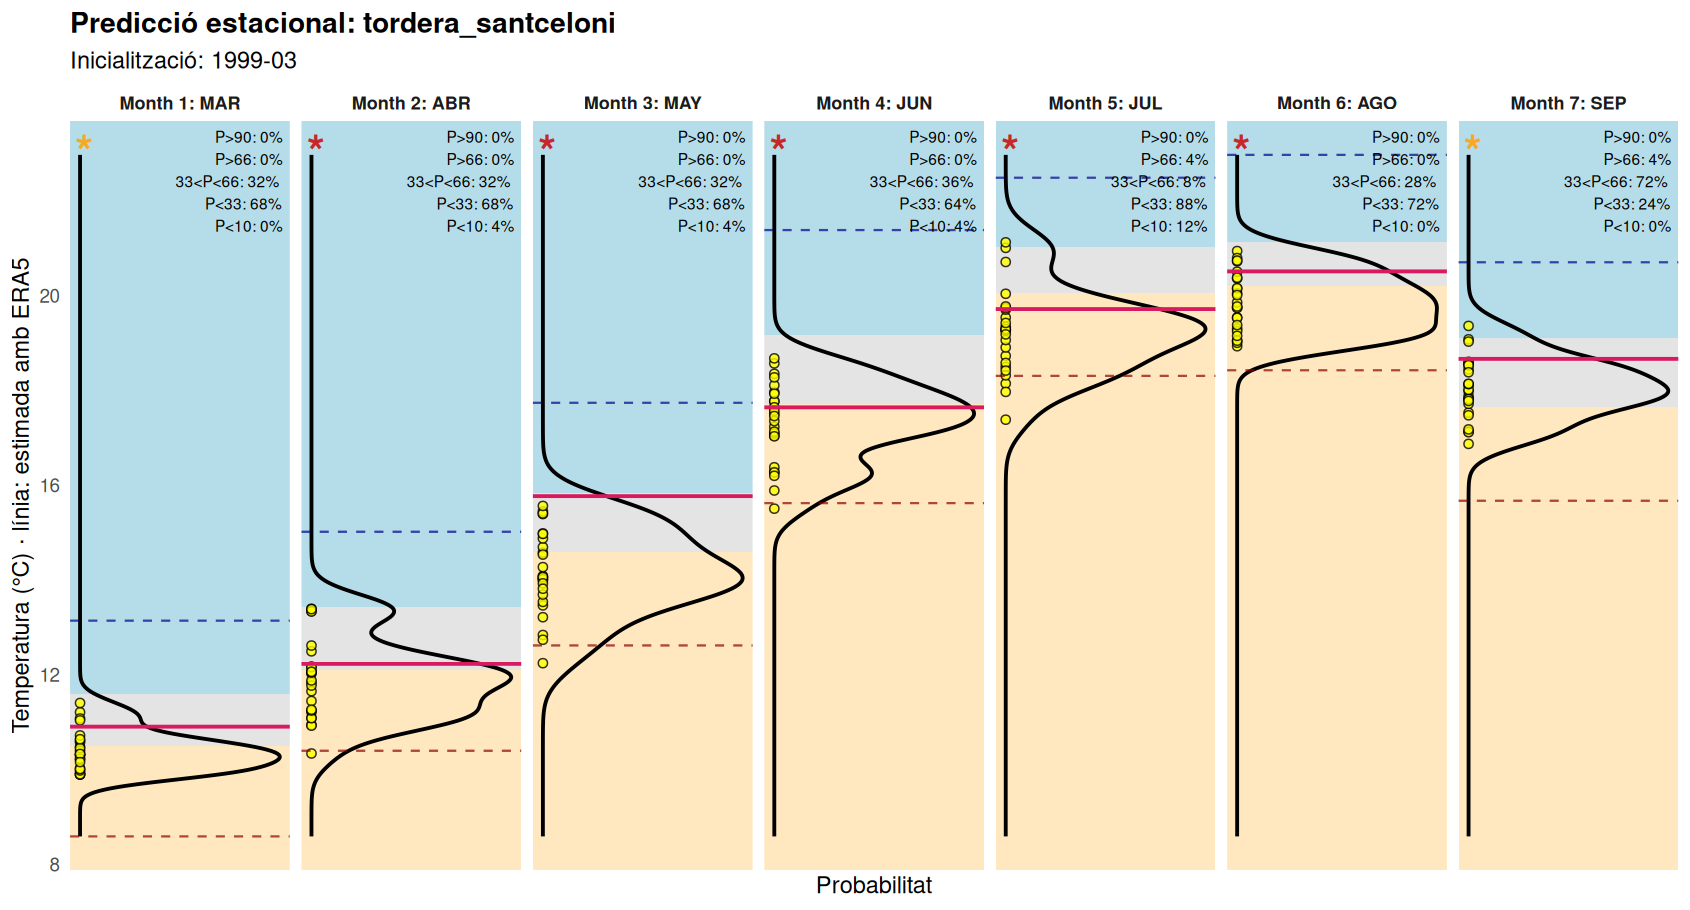 Predicció estacional: tordera_santceloni
Inicialització: 1999-03
Month 1: MAR
Month 2: ABR
Month 3: MAY
Month 4: JUN
Month 5: JUL
Month 6: AGO
Month 7: SEP
*
P>90: 0%
P>66: 0%
33<P<66: 32%
P<33: 68%
P<10: 0%
*
P>90: 0%
P>66: 0%
33<P<66: 32%
P<33: 68%
P<10: 4%
*
P>90: 0%
P>66: 0%
33<P<66: 32%
P<33: 68%
P<10: 4%
*
P>90: 0%
P>66: 0%
33<P<66: 36%
P<33: 64%
P<10: 4%
*
P>90: 0%
P>66: 4%
33<P<66: 8%
P<33: 88%
P<10: 12%
*
P>90: 0%
P>66: 0%
33<P<66: 28%
P<33: 72%
P<10: 0%
*
P>90: 0%
P>66: 4%
33<P<66: 72%
P<33: 24%
P<10: 0%
Temperatura (°C) · línia: estimada amb ERA5
20
16
12
8
Probabilitat